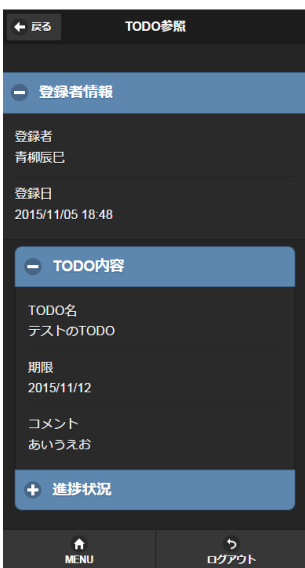 戻る
TODO参照
登録者情報
登録者
青柳辰巳
登録日
2015/11/05 18:48
TODO内容
TODO名
テストのTODO
期限
2015/11/12
コメント
あいうえお
進捗状況
MENU
ログアウト